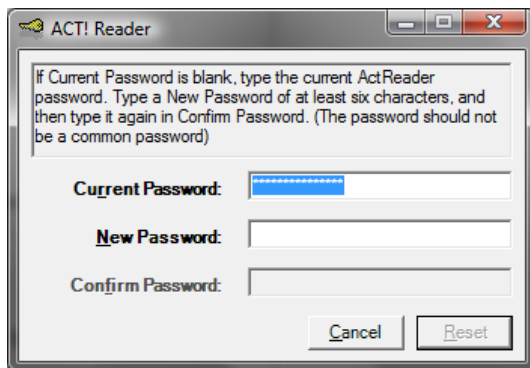 ACT! Reader
If Current Password is blank, type the current ActReader
password. Type a New Password of at least six characters, and
then type it again in Confirm Password. (The password should not
be a common password)
Current Password: ***************
New Password:
Confirm Password:
Cancel Reset